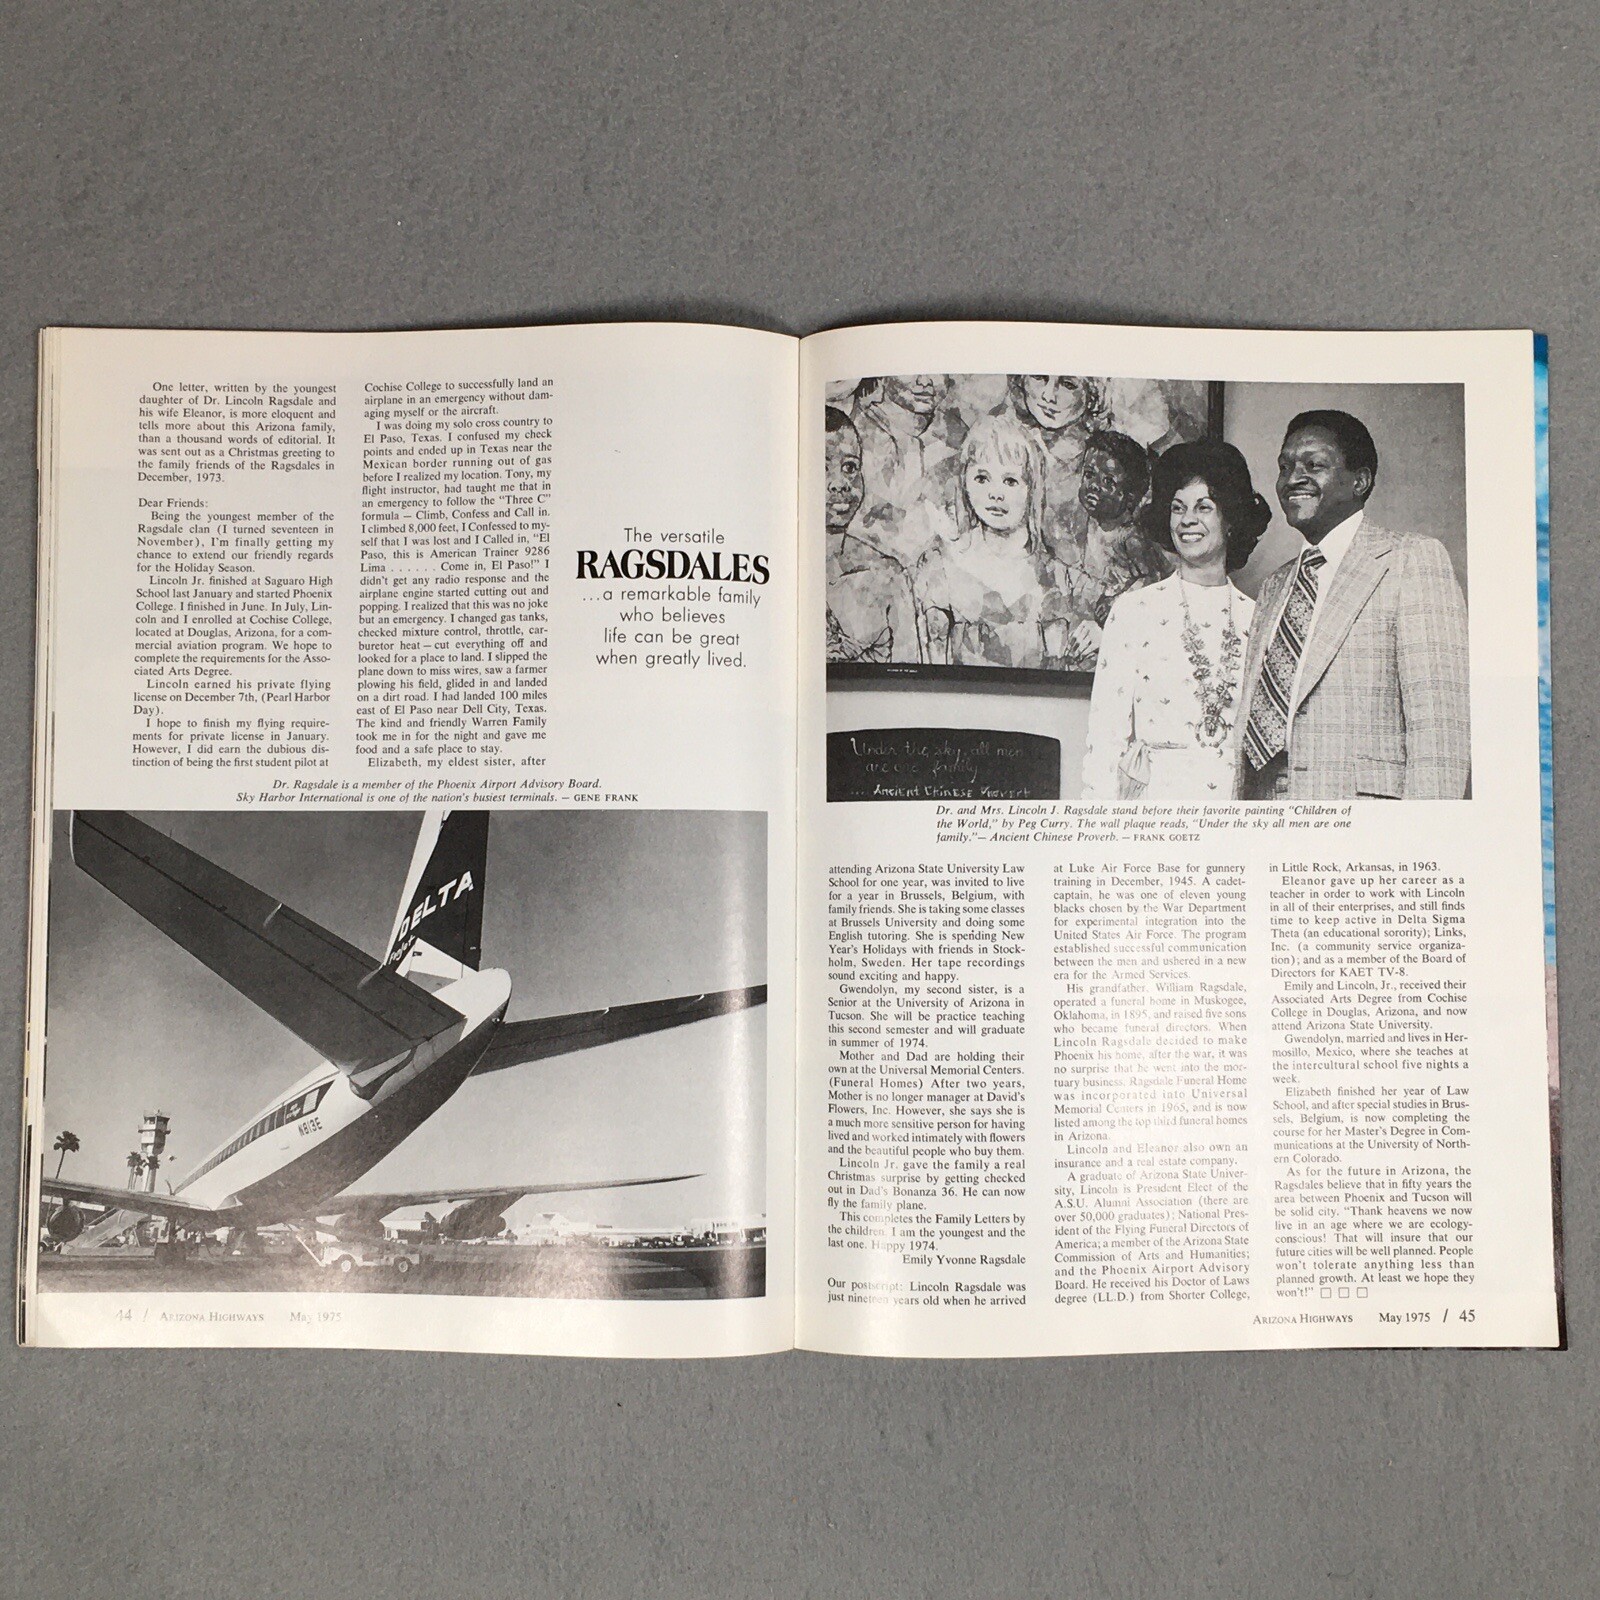 One letter, written by the youngest
daughter of Dr. Lincoln Ragsdale and
his wife Eleanor, is more eloquent and
tells more about this Arizona family,
than a thousand words of editorial. It
was sent out as a Christmas greeting to
the family friends of the Ragsdales in
December, 1973.
Dear Friends:
Being the youngest member of the
Ragsdale clan (I turned seventeen in
November), I'm finally getting my
chance to extend our friendly regards
for the Holiday Season.
Lincoln Jr. finished at Saguaro High
School last January and started Phoenix
College. I finished in June. In July, Lin-
coln and I enrolled at Cochise College,
located at Douglas, Arizona, for a com-
mercial aviation program. We hope to
complete the requirements for the Asso-
ciated Arts Degree.
Lincoln earned his private flying
license on December 7th, (Pearl Harbor
Day).
I hope to finish my flying require-
ments for private license in January.
However, I did earn the dubious dis-
tinction of being the first student pilot at
Cochise College to successfully land an
airplane in an emergency without dam-
aging myself or the aircraft.
I was doing my solo cross country to
El Paso, Texas. I confused my check
points and ended up in Texas near the
Mexican border running out of gas
before I realized my location. Tony, my
flight instructor, had taught me that in
an emergency to follow the "Three C"
formula — Climb, Confess and Call in.
I climbed 8,000 feet, I Confessed to my-
self that I was lost and I Called in, "El
Paso, this is American Trainer 9286
Lima . . . . . . Come in, El Paso!" I
didn't get any radio response and the
airplane engine started cutting out and
popping. I realized that this was no joke
but an emergency. I changed gas tanks,
checked mixture control, throttle, car-
buretor heat — cut everything off and
looked for a place to land. I slipped the
plane down to miss wires, saw a farmer
plowing his field, glided in and landed
on a dirt road. I had landed 100 miles
east of El Paso near Dell City, Texas.
The kind and friendly Warren Family
took me in for the night and gave me
food and a safe place to stay.
Elizabeth, my eldest sister, after
The versatile
RAGSDALES
...a remarkable family
who believes
life can be great
when greatly lived.
Dr. Ragsdale is a member of the Phoenix Airport Advisory Board.
Sky Harbor International is one of the nation's busiest terminals. — GENE FRANK
DELTA
N813E
44 / ARIZONA HIGHWAYS May 1975
Under the sky, all men
are one family
... Ancient Chinese Proverb
Dr. and Mrs. Lincoln J. Ragsdale stand before their favorite painting "Children of
the World," by Peg Curry. The wall plaque reads, "Under the sky all men are one
family."— Ancient Chinese Proverb. — FRANK GOETZ
attending Arizona State University Law
School for one year, was invited to live
for a year in Brussels, Belgium, with
family friends. She is taking some classes
at Brussels University and doing some
English tutoring. She is spending New
Year's Holidays with friends in Stock-
holm, Sweden. Her tape recordings
sound exciting and happy.
Gwendolyn, my second sister, is a
Senior at the University of Arizona in
Tucson. She will be practice teaching
this second semester and will graduate
in summer of 1974.
Mother and Dad are holding their
own at the Universal Memorial Centers.
(Funeral Homes) After two years,
Mother is no longer manager at David's
Flowers, Inc. However, she says she is
a much more sensitive person for having
lived and worked intimately with flowers
and the beautiful people who buy them.
Lincoln Jr. gave the family a real
Christmas surprise by getting checked
out in Dad's Bonanza 36. He can now
fly the family plane.
This completes the Family Letters by
the children. I am the youngest and the
last one. Happy 1974.
Emily Yvonne Ragsdale
Our postscript: Lincoln Ragsdale was
just nineteen years old when he arrived
at Luke Air Force Base for gunnery
training in December, 1945. A cadet-
captain, he was one of eleven young
blacks chosen by the War Department
for experimental integration into the
United States Air Force. The program
established successful communication
between the men and ushered in a new
era for the Armed Services.
His grandfather, William Ragsdale,
operated a funeral home in Muskogee,
Oklahoma, in 1895, and raised five sons
who became funeral directors. When
Lincoln Ragsdale decided to make
Phoenix his home, after the war, it was
no surprise that he went into the mor-
tuary business. Ragsdale Funeral Home
was incorporated into Universal
Memorial Centers in 1965, and is now
listed among the top third funeral homes
in Arizona.
Lincoln and Eleanor also own an
insurance and a real estate company.
A graduate of Arizona State Univer-
sity, Lincoln is President Elect of the
A.S.U. Alumni Association (there are
over 50,000 graduates); National Pres-
ident of the Flying Funeral Directors of
America; a member of the Arizona State
Commission of Arts and Humanities;
and the Phoenix Airport Advisory
Board. He received his Doctor of Laws
degree (LL.D.) from Shorter College,
in Little Rock, Arkansas, in 1963.
Eleanor gave up her career as a
teacher in order to work with Lincoln
in all of their enterprises, and still finds
time to keep active in Delta Sigma
Theta (an educational sorority); Links,
Inc. (a community service organiza-
tion); and as a member of the Board of
Directors for KAET TV-8.
Emily and Lincoln, Jr., received their
Associated Arts Degree from Cochise
College in Douglas, Arizona, and now
attend Arizona State University.
Gwendolyn, married and lives in Her-
mosillo, Mexico, where she teaches at
the intercultural school five nights a
week.
Elizabeth finished her year of Law
School, and after special studies in Brus-
sels, Belgium, is now completing the
course for her Master's Degree in Com-
munications at the University of North-
ern Colorado.
As for the future in Arizona, the
Ragsdales believe that in fifty years the
area between Phoenix and Tucson will
be solid city. "Thank heavens we now
live in an age where we are ecology-
conscious! That will insure that our
future cities will be well planned. People
won't tolerate anything less than
planned growth. At least we hope they
won't!" □ □ □
ARIZONA HIGHWAYS May 1975 / 45